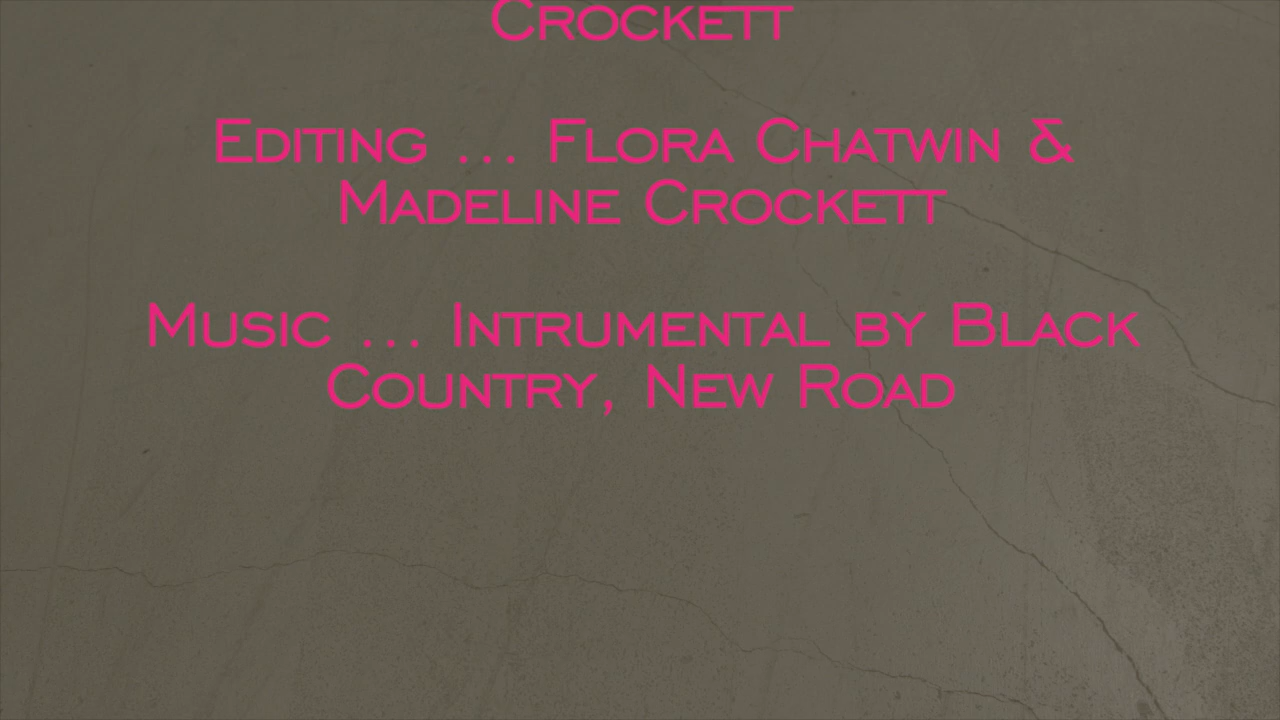 Crockett
Editing ... Flora Chatwin &
Madeline Crockett
Music ... Intrumental by Black
Country, New Road